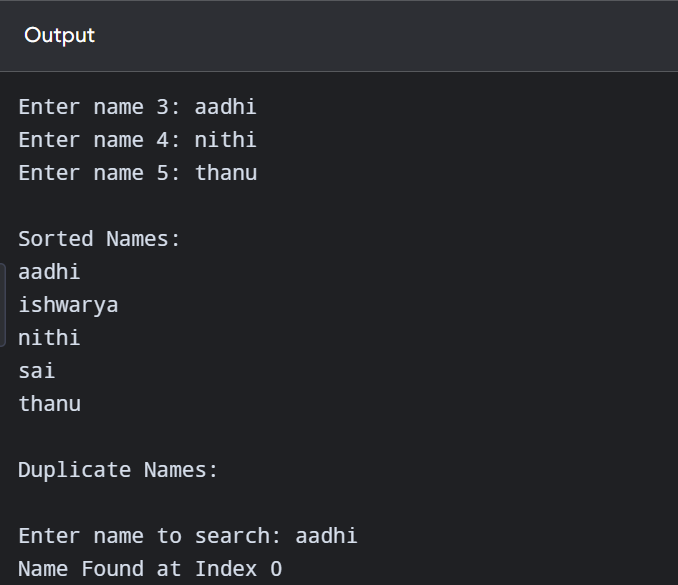 Output
Enter name 3: aadhi
Enter name 4: nithi
Enter name 5: thanu
Sorted Names:
aadhi
ishwarya
nithi
sai
thanu
Duplicate Names:
Enter name to search: aadhi
Name Found at Index 0